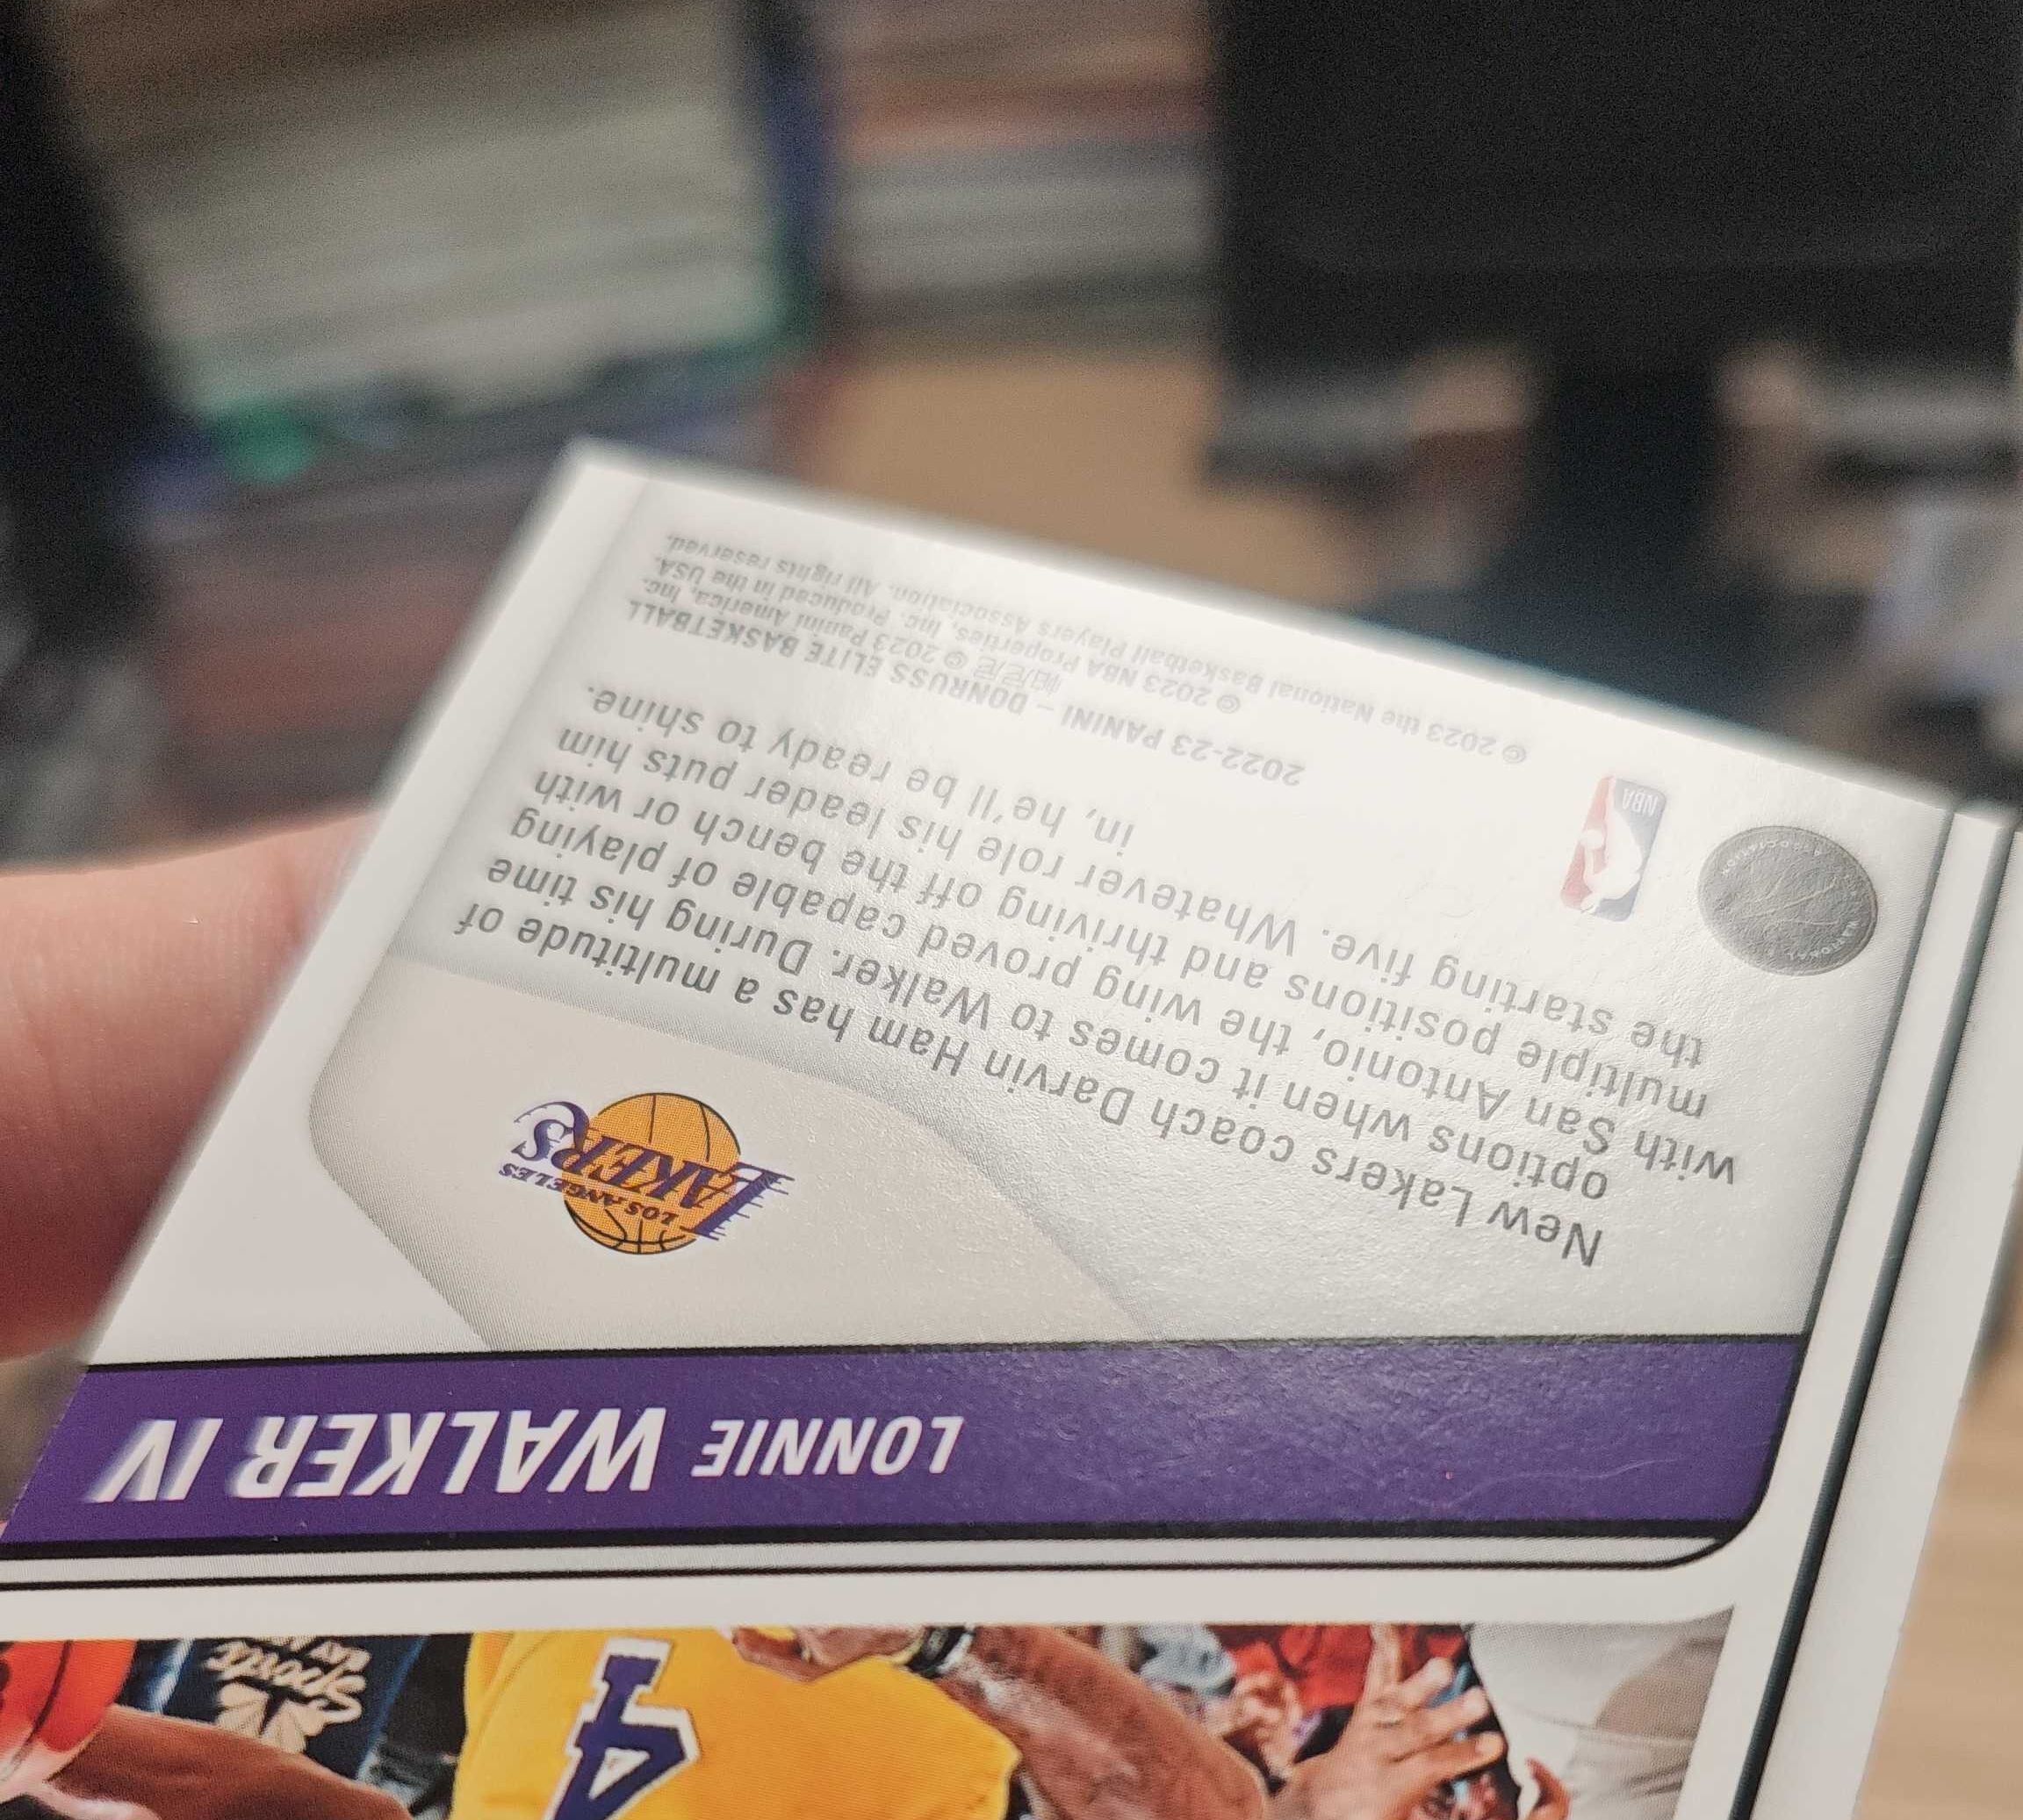 4
Sports
LONNIE WALKER IV
LOS ANGELES
LAKERS
New Lakers coach Darvin Ham has a multitude of
options when it comes to Walker. During his time
with San Antonio, the wing proved capable of playing
multiple positions and thriving off the bench or with
the starting five. Whatever role his leader puts him
in, he'll be ready to shine.
NBA
2022-23 PANINI – DONRUSS ELITE BASKETBALL
帕尼尼 © 2023 Panini America, Inc.
© 2023 NBA Properties, Inc. Produced in the USA.
© 2023 the National Basketball Players Association. All rights reserved.